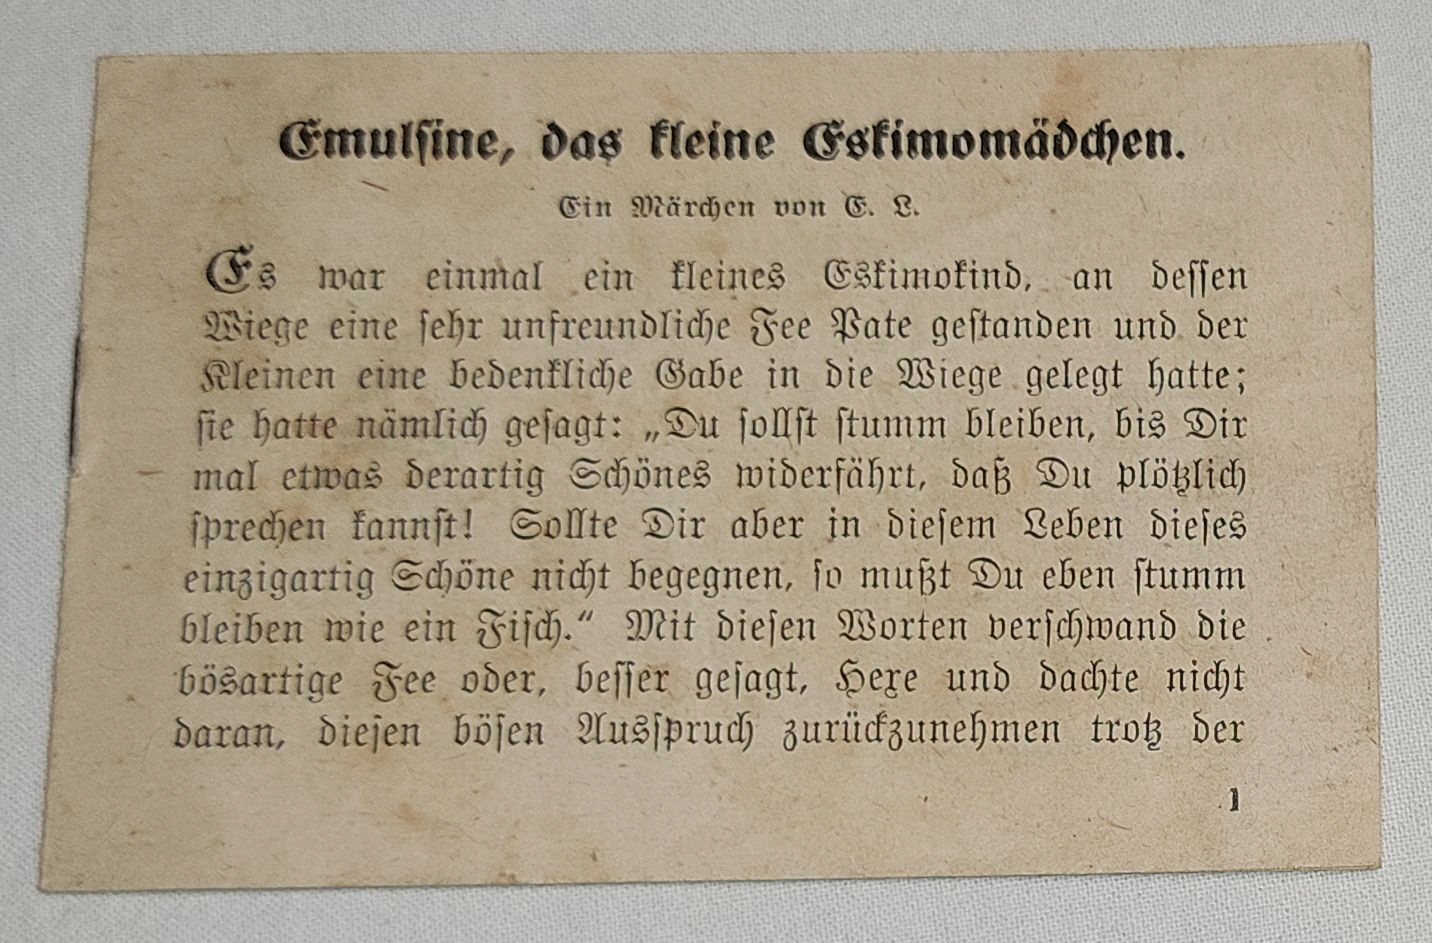 Emulsine, das kleine Eskimomädchen.
Ein Märchen von E. L.
Es war einmal ein kleines Eskimokind, an dessen
Wiege eine sehr unfreundliche Fee Pate gestanden und der
Kleinen eine bedenkliche Gabe in die Wiege gelegt hatte;
sie hatte nämlich gesagt: „Du sollst stumm bleiben, bis Dir
mal etwas derartig Schönes widerfährt, daß Du plötzlich
sprechen kannst! Sollte Dir aber in diesem Leben dieses
einzigartig Schöne nicht begegnen, so mußt Du eben stumm
bleiben wie ein Fisch.“ Mit diesen Worten verschwand die
bösartige Fee oder, besser gesagt, Hexe und dachte nicht
daran, diesen bösen Ausspruch zurückzunehmen trotz der
1